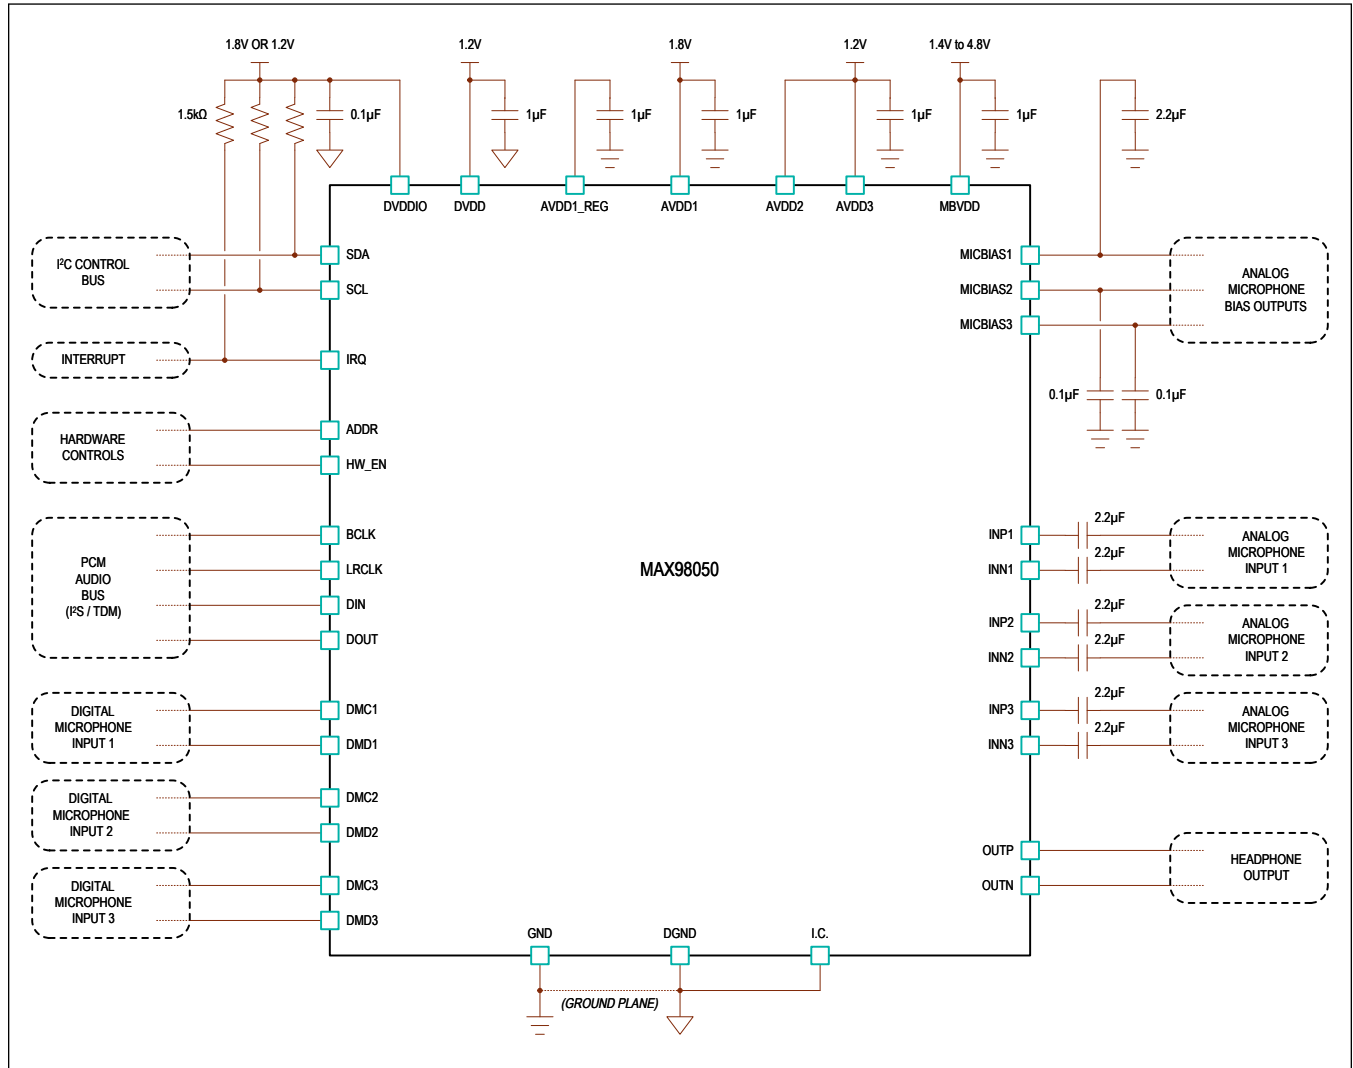 1.8V OR 1.2V
1.2V
1.8V
1.2V
1.4V to 4.8V
1.5kΩ
0.1µF
1µF
1µF
1µF
1µF
1µF
2.2µF
DVDDIO
DVDD
AVDD1_REG
AVDD1
AVDD2
AVDD3
MBVDD
I²C CONTROL
BUS
SDA
SCL
INTERRUPT
IRQ
HARDWARE
CONTROLS
ADDR
HW_EN
PCM
AUDIO
BUS
(I²S / TDM)
BCLK
LRCLK
DIN
DOUT
DIGITAL
MICROPHONE
INPUT 1
DMC1
DMD1
DIGITAL
MICROPHONE
INPUT 2
DMC2
DMD2
DIGITAL
MICROPHONE
INPUT 3
DMC3
DMD3
MAX98050
MICBIAS1
MICBIAS2
MICBIAS3
ANALOG
MICROPHONE
BIAS OUTPUTS
0.1µF
0.1µF
INP1
INN1
2.2µF
2.2µF
ANALOG
MICROPHONE
INPUT 1
INP2
INN2
2.2µF
2.2µF
ANALOG
MICROPHONE
INPUT 2
INP3
INN3
2.2µF
2.2µF
ANALOG
MICROPHONE
INPUT 3
OUTP
OUTN
HEADPHONE
OUTPUT
GND
DGND
I.C.
(GROUND PLANE)